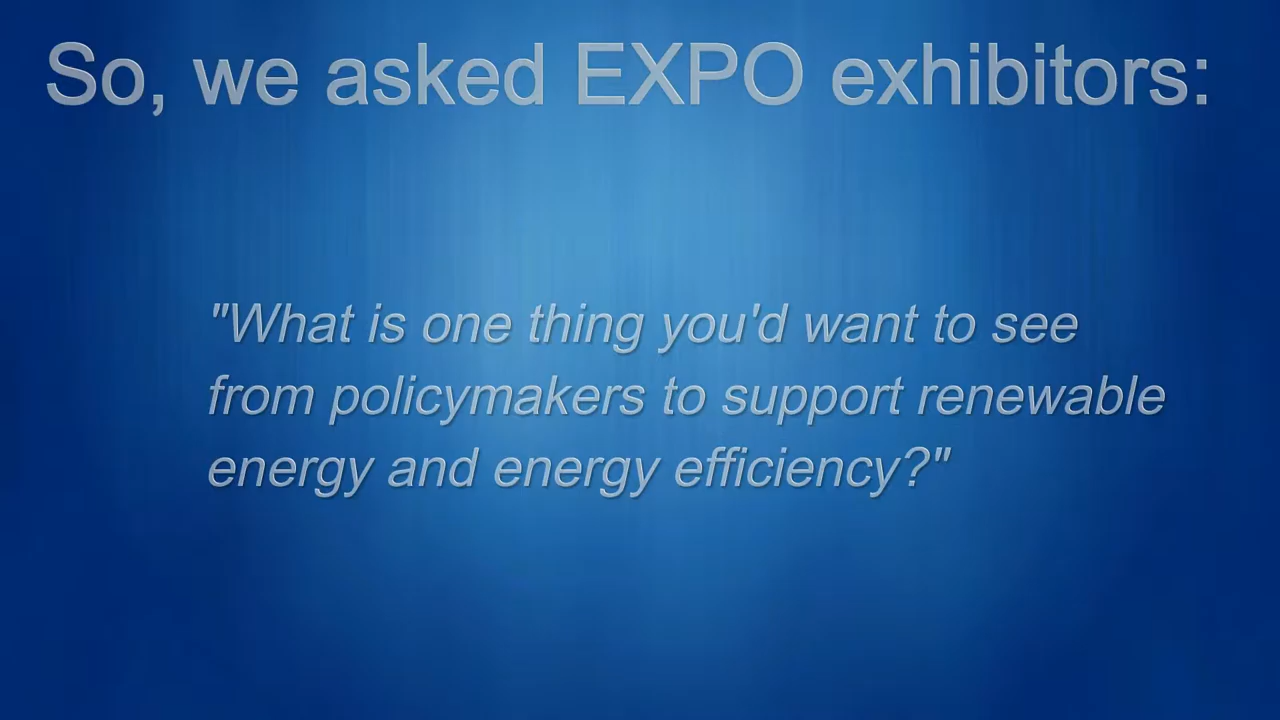 So, we asked EXPO exhibitors:
"What is one thing you'd want to see
from policymakers to support renewable
energy and energy efficiency?"